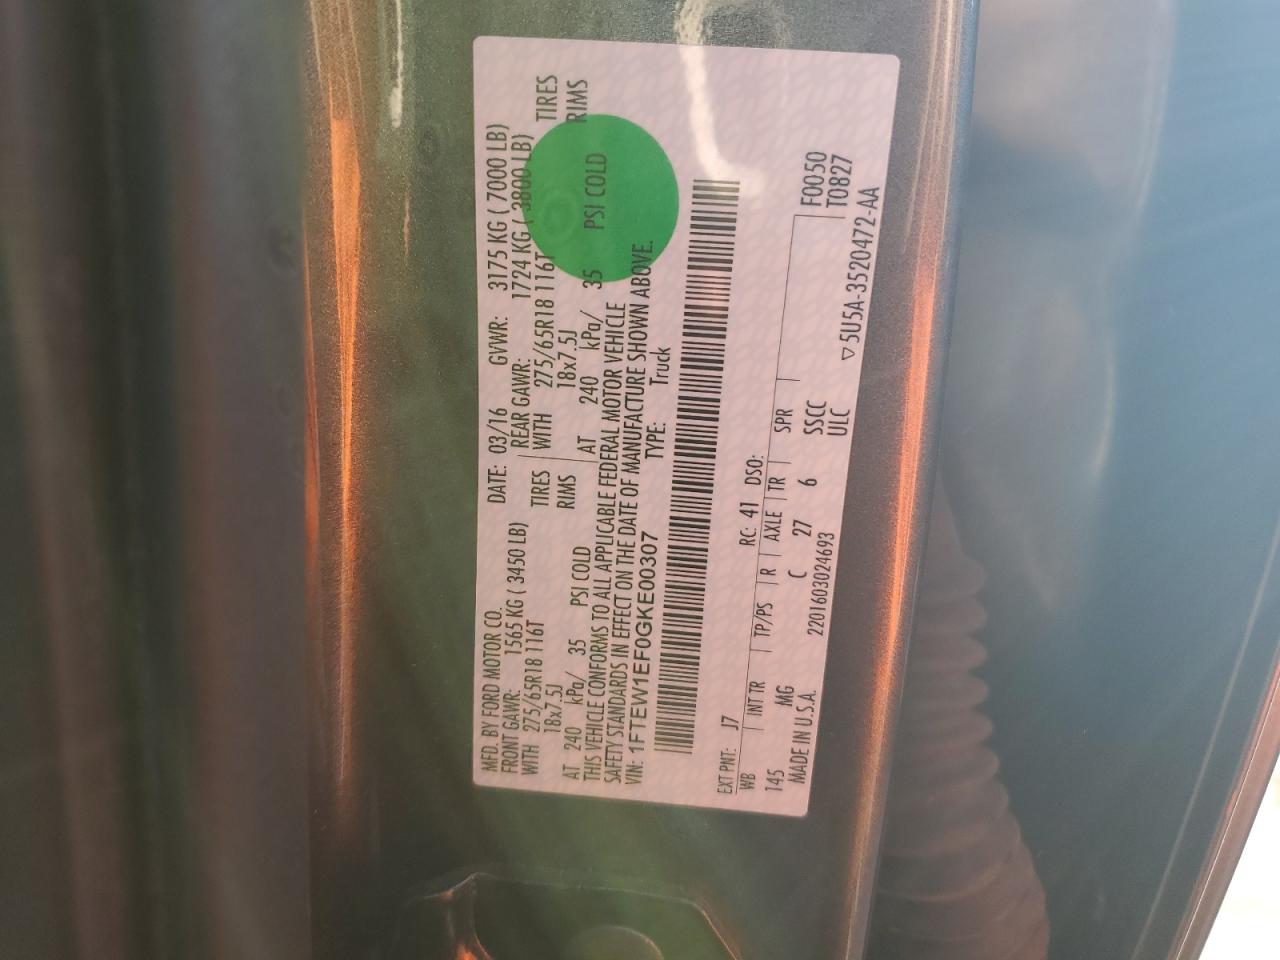 MFD. BY FORD MOTOR CO. DATE: 03/16 GVWR: 3175 KG ( 7000 LB)
FRONT GAWR: 1565 KG ( 3450 LB) REAR GAWR: 1724 KG ( 3800 LB)
WITH 275/65R18 116T TIRES WITH 275/65R18 116T TIRES
18x7.5J RIMS 18x7.5J RIMS
AT 240 kPa/ 35 PSI COLD AT 240 kPa/ 35 PSI COLD
THIS VEHICLE CONFORMS TO ALL APPLICABLE FEDERAL MOTOR VEHICLE
SAFETY STANDARDS IN EFFECT ON THE DATE OF MANUFACTURE SHOWN ABOVE.
VIN: 1FTEW1EF0GKE00307 TYPE: Truck
EXT PNT: J7 RC: 41 DSO:
WB INT TR TP/PS R AXLE TR SPR F0050
145 MG C 27 6 SSCC T0827
MADE IN U.S.A. 2201603024693 ULC
▽5U5A-3520472-AA